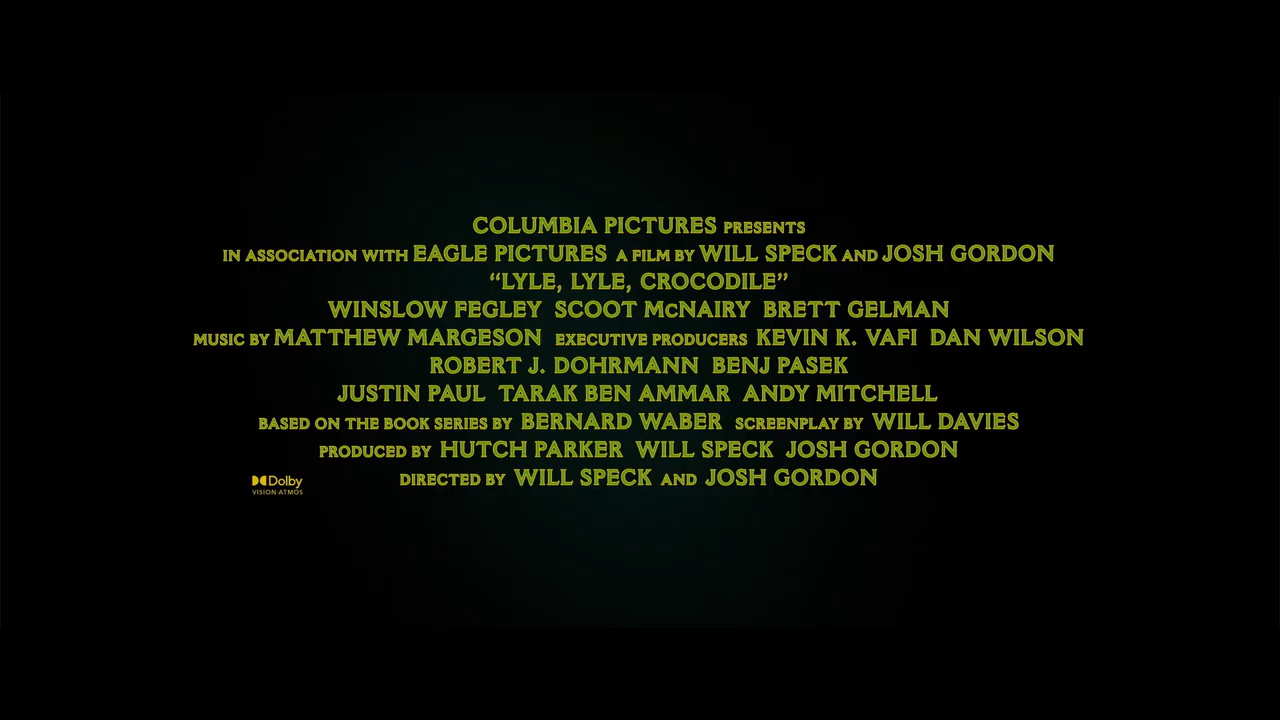 COLUMBIA PICTURES PRESENTS
IN ASSOCIATION WITH EAGLE PICTURES A FILM BY WILL SPECK AND JOSH GORDON
“LYLE, LYLE, CROCODILE”
WINSLOW FEGLEY SCOOT McNAIRY BRETT GELMAN
MUSIC BY MATTHEW MARGESON EXECUTIVE PRODUCERS KEVIN K. VAFI DAN WILSON
ROBERT J. DOHRMANN BENJ PASEK
JUSTIN PAUL TARAK BEN AMMAR ANDY MITCHELL
BASED ON THE BOOK SERIES BY BERNARD WABER SCREENPLAY BY WILL DAVIES
PRODUCED BY HUTCH PARKER WILL SPECK JOSH GORDON
DIRECTED BY WILL SPECK AND JOSH GORDON
Dolby
VISION·ATMOS